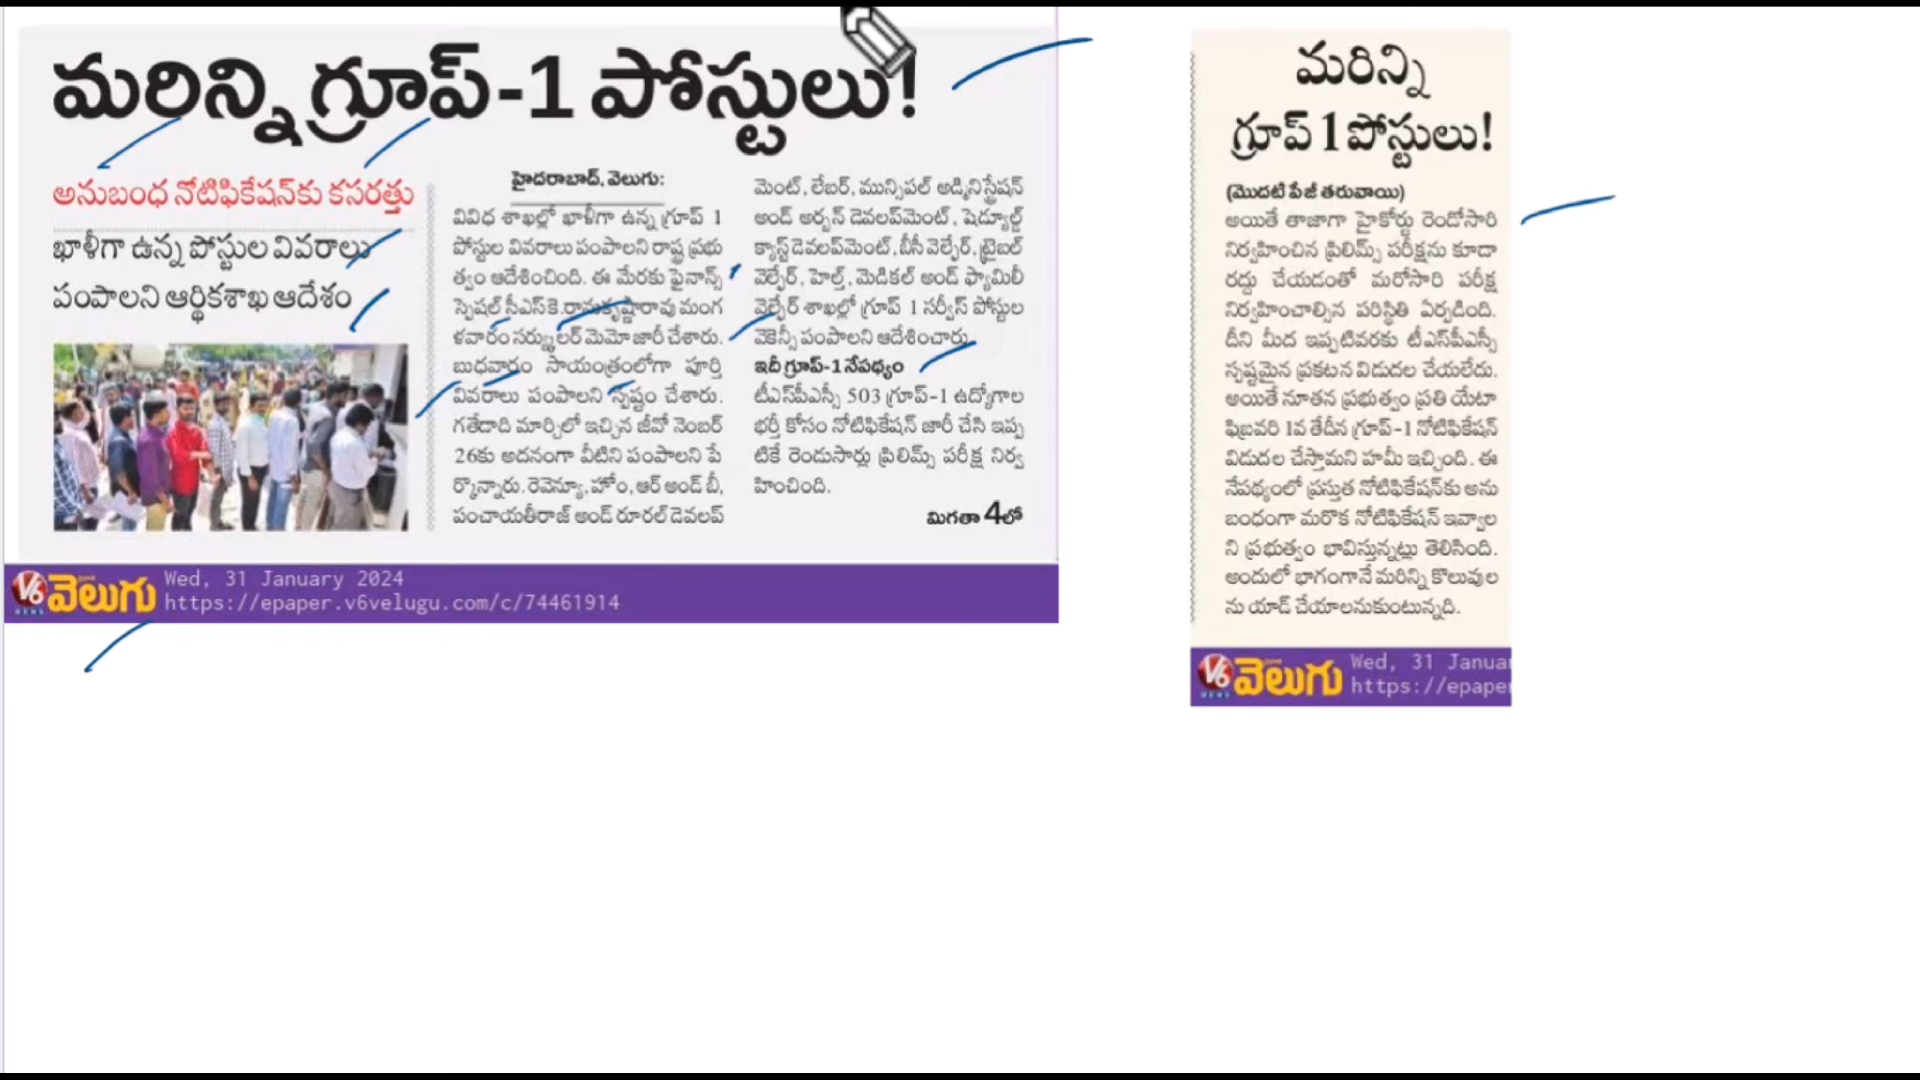 మరిన్ని గ్రూప్-1 పోస్టులు!
అనుబంధ నోటిఫికేషన్‌కు కసరత్తు
ఖాళీగా ఉన్న పోస్టుల వివరాలు
పంపాలని ఆర్థికశాఖ ఆదేశం
హైదరాబాద్, వెలుగు:
వివిధ శాఖల్లో ఖాళీగా ఉన్న గ్రూప్ 1
పోస్టుల వివరాలు పంపాలని రాష్ట్ర ప్రభు
త్వం ఆదేశించింది. ఈ మేరకు ఫైనాన్స్
స్పెషల్ సీఎస్ కె.రామకృష్ణారావు మంగ
ళవారం సర్క్యులర్ మెమో జారీ చేశారు.
బుధవారం సాయంత్రంలోగా పూర్తి
వివరాలు పంపాలని స్పష్టం చేశారు.
గతేడాది మార్చిలో ఇచ్చిన జీవో నెంబర్
26కు అదనంగా వీటిని పంపాలని పే
ర్కొన్నారు. రెవెన్యూ, హోం, ఆర్ అండ్ బీ,
పంచాయతీరాజ్ అండ్ రూరల్ డెవలప్
మెంట్, లేబర్, మున్సిపల్ అడ్మినిస్ట్రేషన్
అండ్ అర్బన్ డెవలప్‌మెంట్, షెడ్యూల్డ్
క్యాస్ట్ డెవలప్‌మెంట్, బీసీ వెల్ఫేర్, ట్రైబల్
వెల్ఫేర్, హెల్త్, మెడికల్ అండ్ ఫ్యామిలీ
వెల్ఫేర్ శాఖల్లో గ్రూప్ 1 సర్వీస్ పోస్టుల
వెకెన్సీ పంపాలని ఆదేశించారు.
ఇదీ గ్రూప్-1 నేపథ్యం
టీఎస్‌పీఎస్సీ 503 గ్రూప్-1 ఉద్యోగాల
భర్తీ కోసం నోటిఫికేషన్ జారీ చేసి ఇప్ప
టికే రెండుసార్లు ప్రిలిమ్స్ పరీక్ష నిర్వ
హించింది.
మిగతా 4లో
V6 వెలుగు
NEWS
Wed, 31 January 2024
https://epaper.v6velugu.com/c/74461914
మరిన్ని
గ్రూప్ 1 పోస్టులు!
(మొదటి పేజీ తరువాయి)
అయితే తాజాగా హైకోర్టు రెండోసారి
నిర్వహించిన ప్రిలిమ్స్ పరీక్షను కూడా
రద్దు చేయడంతో మరోసారి పరీక్ష
నిర్వహించాల్సిన పరిస్థితి ఏర్పడింది.
దీని మీద ఇప్పటివరకు టీఎస్‌పీఎస్సీ
స్పష్టమైన ప్రకటన విడుదల చేయలేదు.
అయితే నూతన ప్రభుత్వం ప్రతి యేటా
ఫిబ్రవరి 1వ తేదీన గ్రూప్-1 నోటిఫికేషన్
విడుదల చేస్తామని హామీ ఇచ్చింది. ఈ
నేపథ్యంలో ప్రస్తుత నోటిఫికేషన్‌కు అను
బంధంగా మరొక నోటిఫికేషన్ ఇవ్వాల
ని ప్రభుత్వం భావిస్తున్నట్లు తెలిసింది.
అందులో భాగంగానే మరిన్ని కొలువుల
ను యాడ్ చేయాలనుకుంటున్నది.
V6 వెలుగు
NEWS
Wed, 31 Janua
https://epape